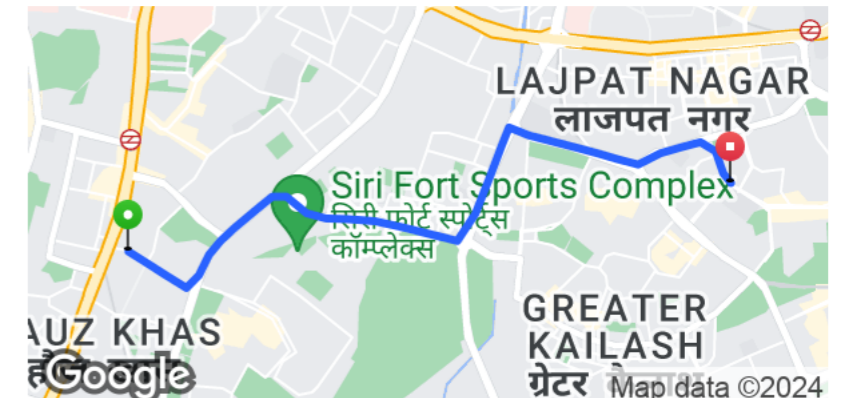 LAJPAT NAGAR
लाजपत नगर
Siri Fort Sports Complex
सिरी फोर्ट स्पोर्ट्स
कॉम्प्लेक्स
GREATER
KAILASH
ग्रेटर
AUZ KHAS
Google
Map data ©2024